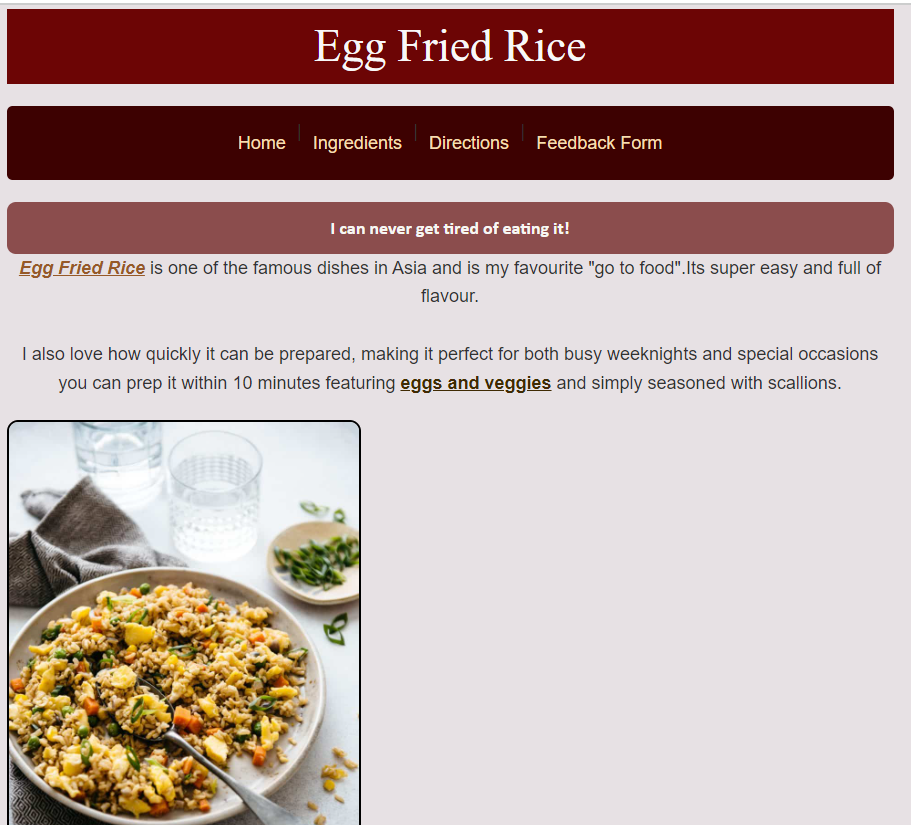 Egg Fried Rice
Home
Ingredients
Directions
Feedback Form
I can never get tired of eating it!
Egg Fried Rice is one of the famous dishes in Asia and is my favourite "go to food".Its super easy and full of
flavour.
I also love how quickly it can be prepared, making it perfect for both busy weeknights and special occasions
you can prep it within 10 minutes featuring eggs and veggies and simply seasoned with scallions.